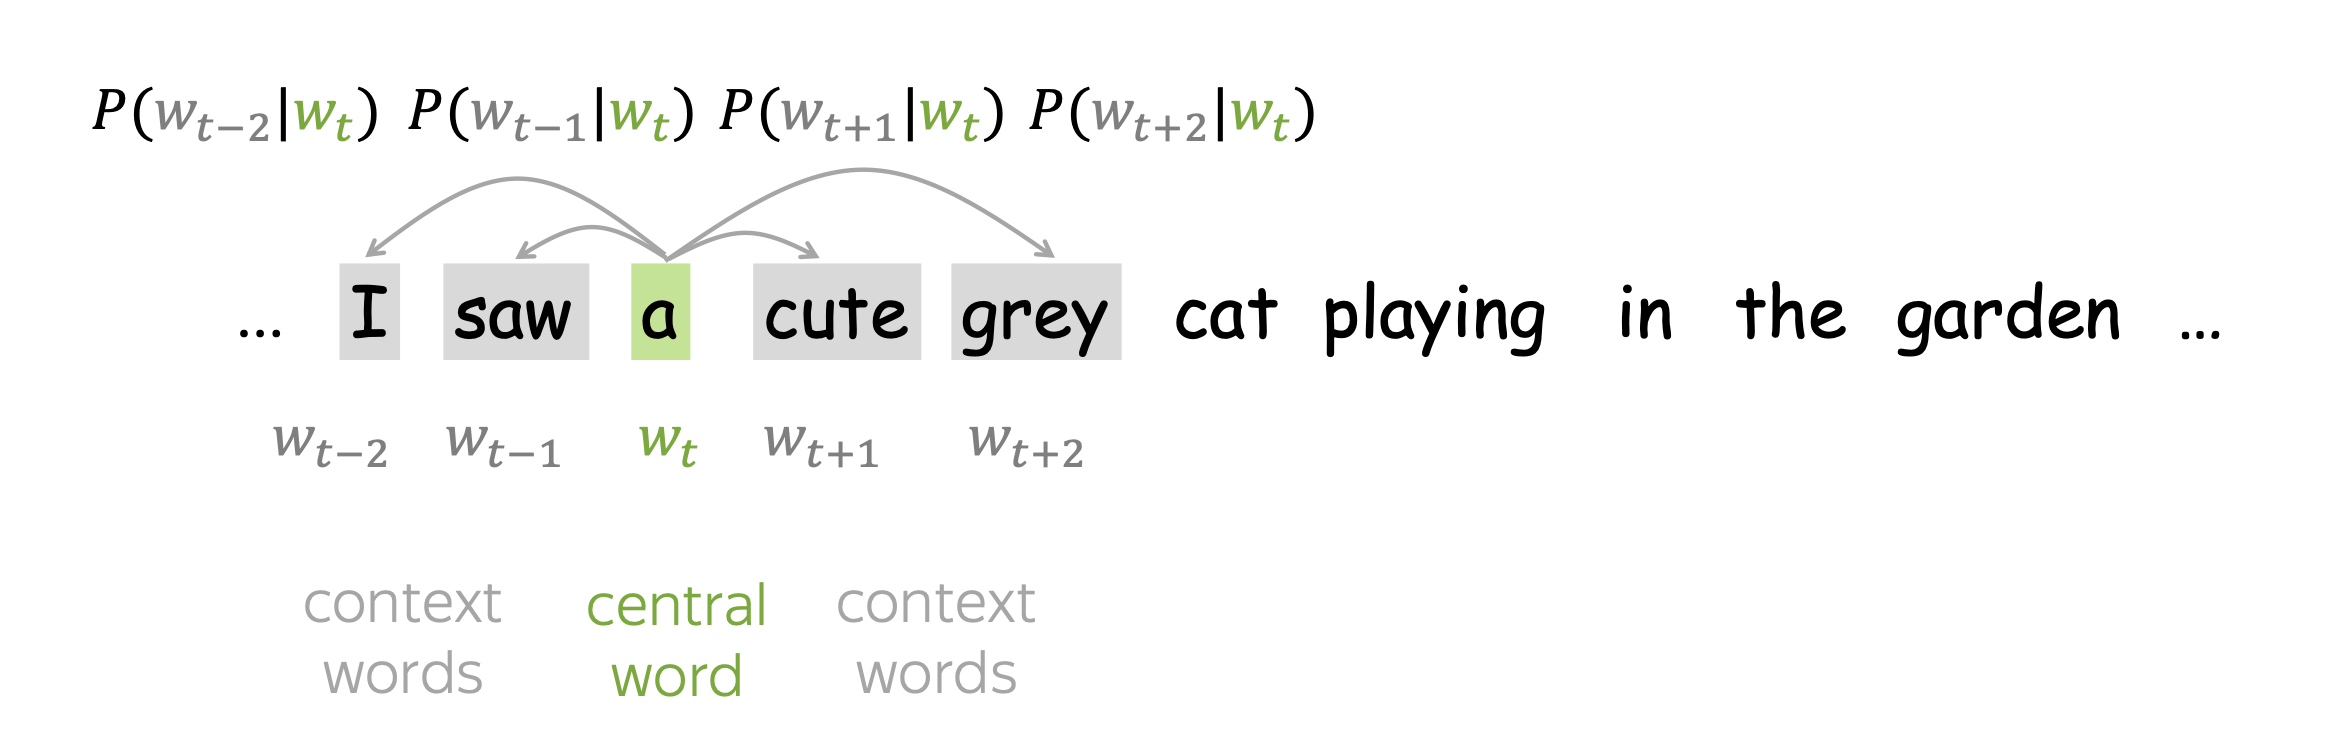 P(w_{t−2}|w_t) P(w_{t−1}|w_t) P(w_{t+1}|w_t) P(w_{t+2}|w_t)
... I saw a cute grey cat playing in the garden ...
w_{t−2} w_{t−1} w_t w_{t+1} w_{t+2}
context central context
words word words